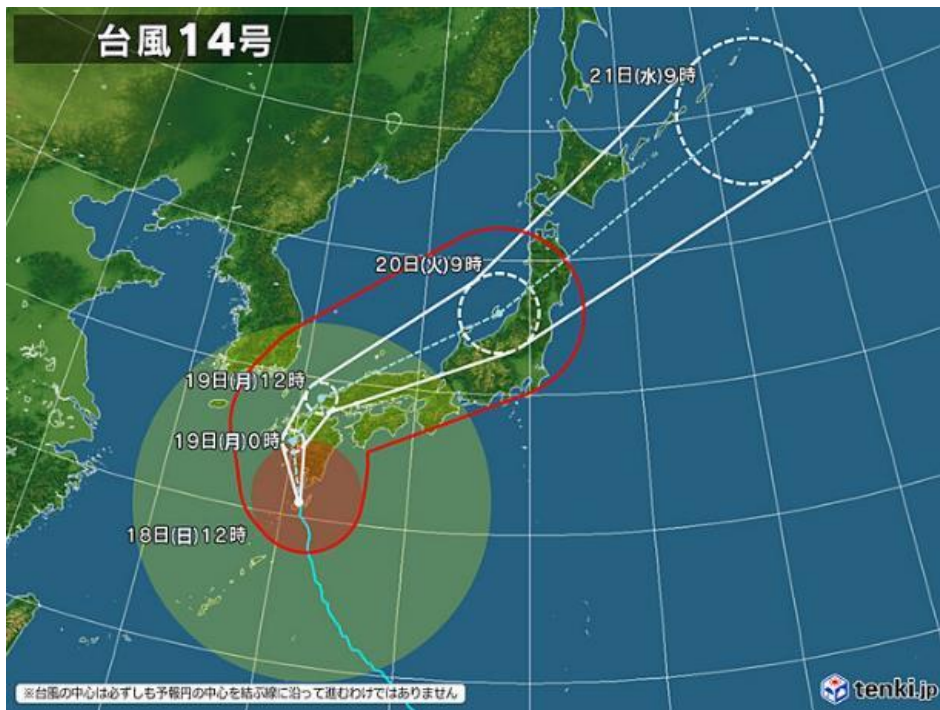 台風14号
21日(水)9時
20日(火)9時
19日(月)12時
19日(月)0時
18日(日)12時
※台風の中心は必ずしも予報円の中心を結ぶ線に沿って進むわけではありません
tenki.jp